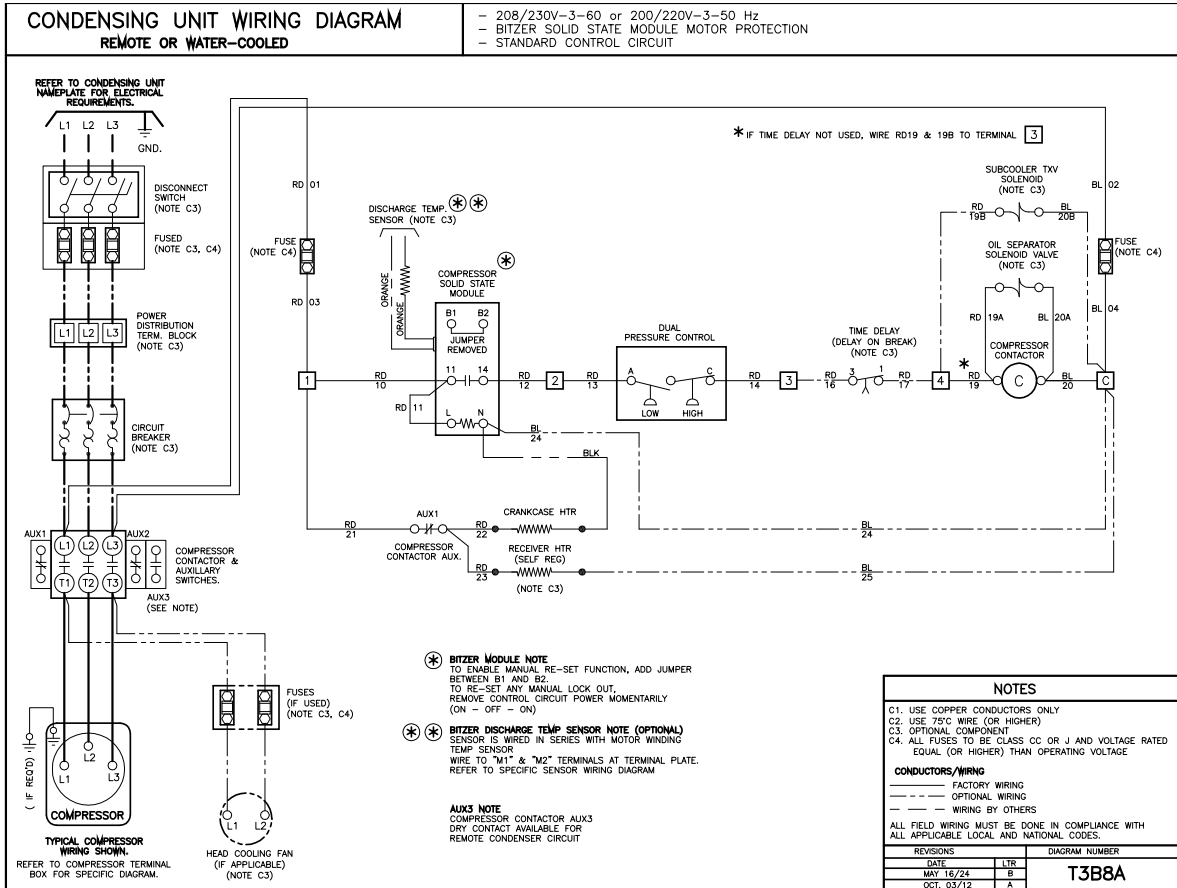 CONDENSING UNIT WIRING DIAGRAM
REMOTE OR WATER-COOLED
- 208/230V-3-60 or 200/220V-3-50 Hz
- BITZER SOLID STATE MODULE MOTOR PROTECTION
- STANDARD CONTROL CIRCUIT
REFER TO CONDENSING UNIT
NAMEPLATE FOR ELECTRICAL
REQUIREMENTS.
L1 L2 L3
GND.
DISCONNECT
SWITCH
(NOTE C3)
FUSED
(NOTE C3, C4)
POWER
DISTRIBUTION
TERM. BLOCK
(NOTE C3)
L1 L2 L3
CIRCUIT
BREAKER
(NOTE C3)
AUX1
L1 L2 L3
AUX2
T1 T2 T3
COMPRESSOR
CONTACTOR &
AUXILLARY
SWITCHES.
AUX3
(SEE NOTE)
FUSES
(IF USED)
(NOTE C3, C4)
( IF REQ'D)
L2
L1 L3
COMPRESSOR
TYPICAL COMPRESSOR
WIRING SHOWN.
REFER TO COMPRESSOR TERMINAL
BOX FOR SPECIFIC DIAGRAM.
L1 L2
HEAD COOLING FAN
(IF APPLICABLE)
(NOTE C3)
RD 01
FUSE
(NOTE C4)
RD 03
1
DISCHARGE TEMP.
SENSOR (NOTE C3)
* *
ORANGE
ORANGE
*
COMPRESSOR
SOLID STATE
MODULE
B1 B2
JUMPER
REMOVED
RD
10
11 14
RD 11
L N
RD
12
2
RD
13
DUAL
PRESSURE CONTROL
A C
LOW HIGH
RD
14
3
RD
16
TIME DELAY
(DELAY ON BREAK)
(NOTE C3)
3 1
RD
17
4
*
RD
19
COMPRESSOR
CONTACTOR
C
BL
20
C
* IF TIME DELAY NOT USED, WIRE RD19 & 19B TO TERMINAL 3
SUBCOOLER TXV
SOLENOID
(NOTE C3)
RD
19B
BL
20B
OIL SEPARATOR
SOLENOID VALVE
(NOTE C3)
RD 19A
BL 20A
BL 02
FUSE
(NOTE C4)
BL 04
BL
24
BLK
RD
21
AUX1
COMPRESSOR
CONTACTOR AUX.
RD
22
CRANKCASE HTR
BL
24
RD
23
RECEIVER HTR
(SELF REG)
(NOTE C3)
BL
25
* BITZER MODULE NOTE
TO ENABLE MANUAL RE-SET FUNCTION, ADD JUMPER
BETWEEN B1 AND B2.
TO RE-SET ANY MANUAL LOCK OUT,
REMOVE CONTROL CIRCUIT POWER MOMENTARILY
(ON - OFF - ON)
* * BITZER DISCHARGE TEMP SENSOR NOTE (OPTIONAL)
SENSOR IS WIRED IN SERIES WITH MOTOR WINDING
TEMP SENSOR
WIRE TO "M1" & "M2" TERMINALS AT TERMINAL PLATE.
REFER TO SPECIFIC SENSOR WIRING DIAGRAM
AUX3 NOTE
COMPRESSOR CONTACTOR AUX3
DRY CONTACT AVAILABLE FOR
REMOTE CONDENSER CIRCUIT
NOTES
C1. USE COPPER CONDUCTORS ONLY
C2. USE 75°C WIRE (OR HIGHER)
C3. OPTIONAL COMPONENT
C4. ALL FUSES TO BE CLASS CC OR J AND VOLTAGE RATED
EQUAL (OR HIGHER) THAN OPERATING VOLTAGE
CONDUCTORS/WIRNG
FACTORY WIRING
OPTIONAL WIRING
WIRING BY OTHERS
ALL FIELD WIRING MUST BE DONE IN COMPLIANCE WITH
ALL APPLICABLE LOCAL AND NATIONAL CODES.
REVISIONS
DIAGRAM NUMBER
DATE LTR
MAY 16/24 B
OCT. 03/12 A
T3B8A